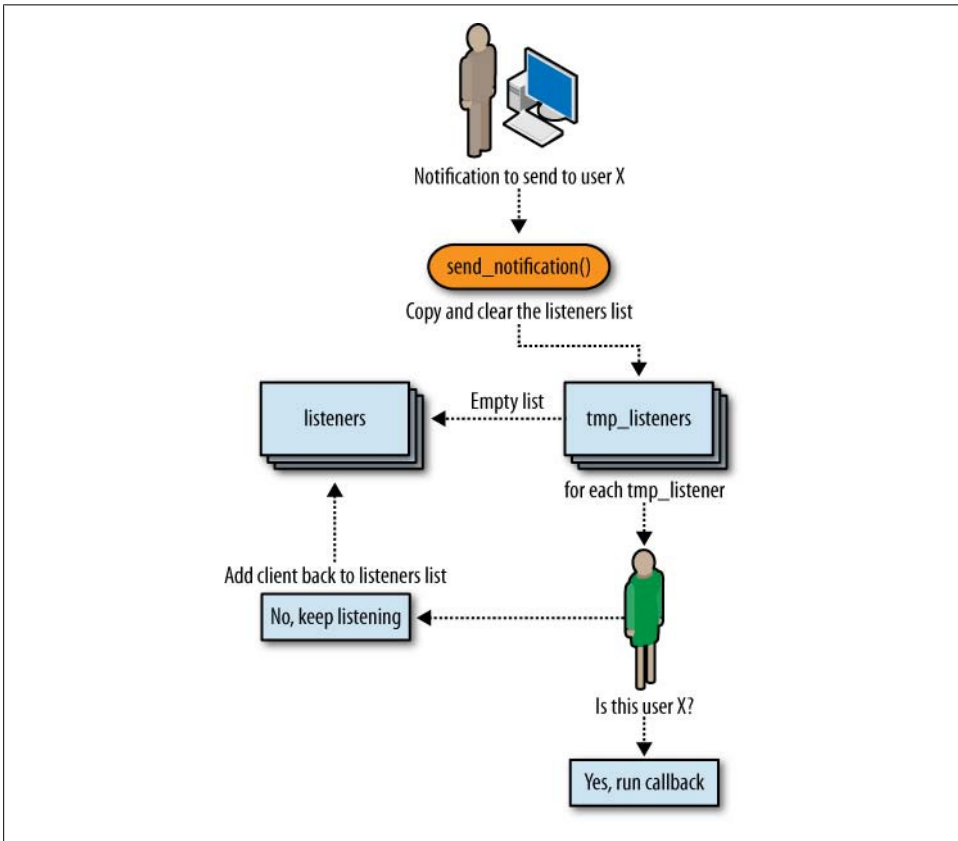 Notification to send to user X
send_notification()
Copy and clear the listeners list
listeners
Empty list
tmp_listeners
for each tmp_listener
Add client back to listeners list
No, keep listening
Is this user X?
Yes, run callback